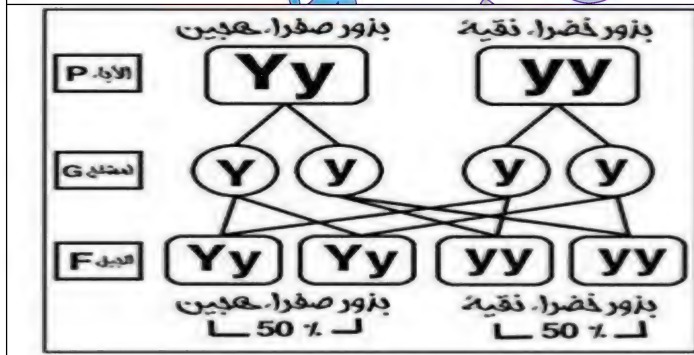 بذور خضراء نقية    بذور صفراء هجين
الآباء P    Yy    yy
G    Y    y    y    y
الجيل F    Yy    Yy    yy    yy
بذور خضراء نقية    بذور صفراء هجين
50 %    50 %